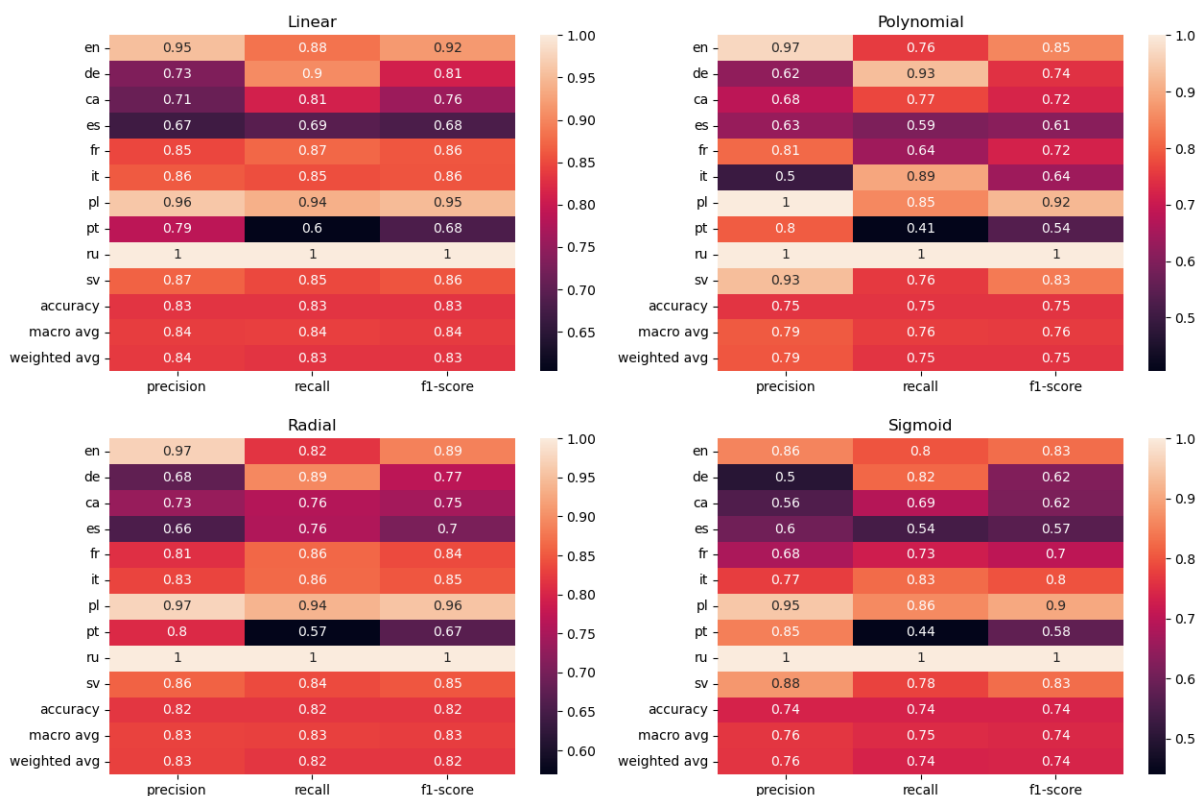 Linear
en 0.95 0.88 0.92
de 0.73 0.9 0.81
ca 0.71 0.81 0.76
es 0.67 0.69 0.68
fr 0.85 0.87 0.86
it 0.86 0.85 0.86
pl 0.96 0.94 0.95
pt 0.79 0.6 0.68
ru 1 1 1
sv 0.87 0.85 0.86
accuracy 0.83 0.83 0.83
macro avg 0.84 0.84 0.84
weighted avg 0.84 0.83 0.83
precision recall f1-score
1.00
0.95
0.90
0.85
0.80
0.75
0.70
0.65
Polynomial
en 0.97 0.76 0.85
de 0.62 0.93 0.74
ca 0.68 0.77 0.72
es 0.63 0.59 0.61
fr 0.81 0.64 0.72
it 0.5 0.89 0.64
pl 1 0.85 0.92
pt 0.8 0.41 0.54
ru 1 1 1
sv 0.93 0.76 0.83
accuracy 0.75 0.75 0.75
macro avg 0.79 0.76 0.76
weighted avg 0.79 0.75 0.75
precision recall f1-score
1.0
0.9
0.8
0.7
0.6
0.5
Radial
en 0.97 0.82 0.89
de 0.68 0.89 0.77
ca 0.73 0.76 0.75
es 0.66 0.76 0.7
fr 0.81 0.86 0.84
it 0.83 0.86 0.85
pl 0.97 0.94 0.96
pt 0.8 0.57 0.67
ru 1 1 1
sv 0.86 0.84 0.85
accuracy 0.82 0.82 0.82
macro avg 0.83 0.83 0.83
weighted avg 0.83 0.82 0.82
precision recall f1-score
1.00
0.95
0.90
0.85
0.80
0.75
0.70
0.65
0.60
Sigmoid
en 0.86 0.8 0.83
de 0.5 0.82 0.62
ca 0.56 0.69 0.62
es 0.6 0.54 0.57
fr 0.68 0.73 0.7
it 0.77 0.83 0.8
pl 0.95 0.86 0.9
pt 0.85 0.44 0.58
ru 1 1 1
sv 0.88 0.78 0.83
accuracy 0.74 0.74 0.74
macro avg 0.76 0.75 0.74
weighted avg 0.76 0.74 0.74
precision recall f1-score
1.0
0.9
0.8
0.7
0.6
0.5